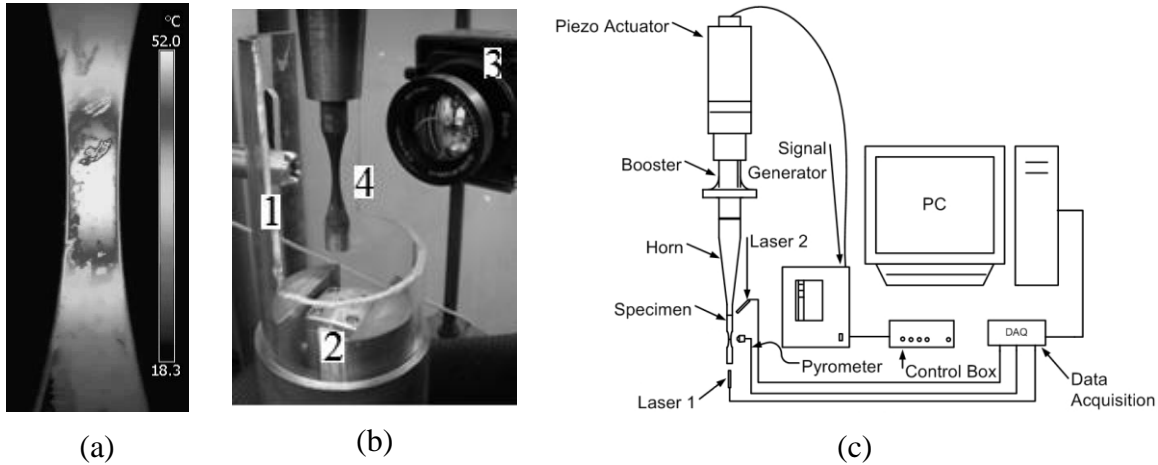 °C
52.0
18.3
(a)
1
2
3
4
(b)
Piezo Actuator
Booster
Signal
Generator
PC
Horn
Laser 2
Specimen
Pyrometer
Control Box
DAQ
Data
Acquisition
Laser 1
(c)